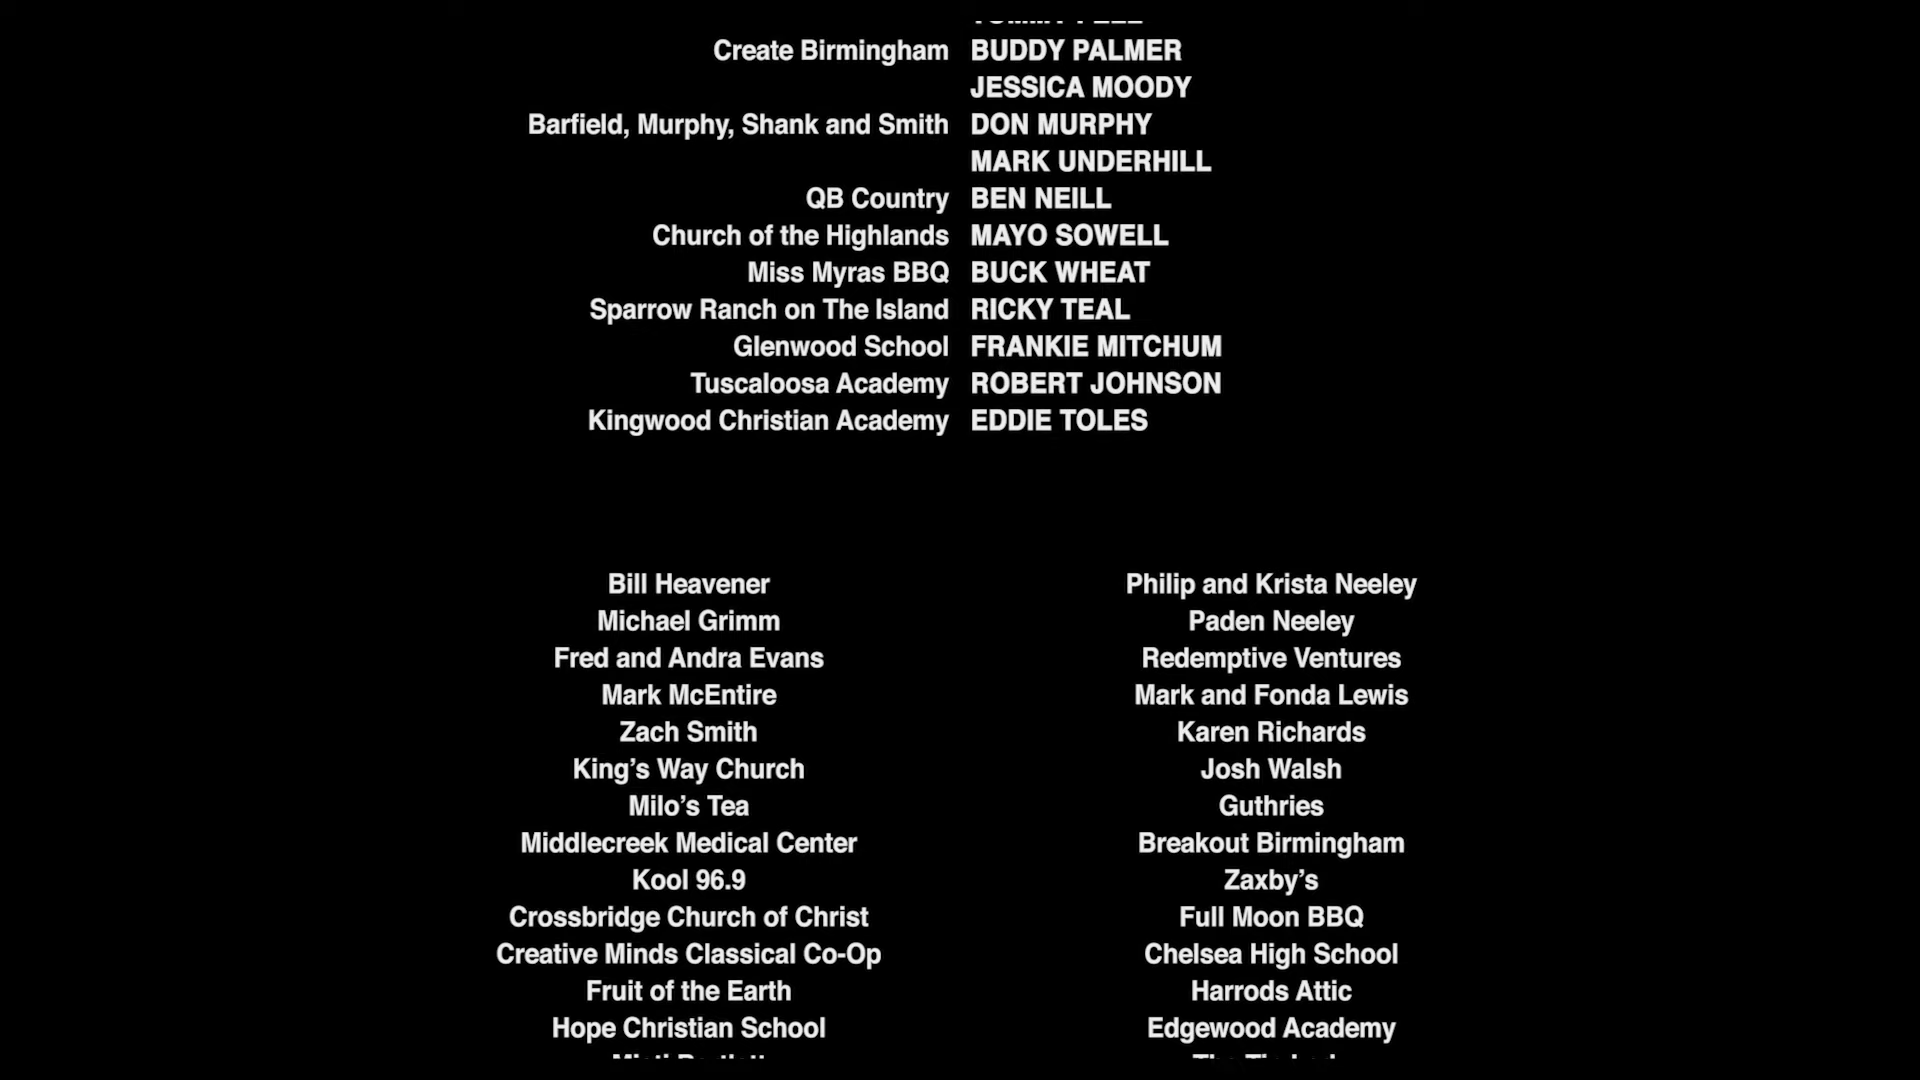 Create Birmingham BUDDY PALMER
JESSICA MOODY
Barfield, Murphy, Shank and Smith DON MURPHY
MARK UNDERHILL
QB Country BEN NEILL
Church of the Highlands MAYO SOWELL
Miss Myras BBQ BUCK WHEAT
Sparrow Ranch on The Island RICKY TEAL
Glenwood School FRANKIE MITCHUM
Tuscaloosa Academy ROBERT JOHNSON
Kingwood Christian Academy EDDIE TOLES
Bill Heavener
Michael Grimm
Fred and Andra Evans
Mark McEntire
Zach Smith
King’s Way Church
Milo’s Tea
Middlecreek Medical Center
Kool 96.9
Crossbridge Church of Christ
Creative Minds Classical Co-Op
Fruit of the Earth
Hope Christian School
Philip and Krista Neeley
Paden Neeley
Redemptive Ventures
Mark and Fonda Lewis
Karen Richards
Josh Walsh
Guthries
Breakout Birmingham
Zaxby’s
Full Moon BBQ
Chelsea High School
Harrods Attic
Edgewood Academy